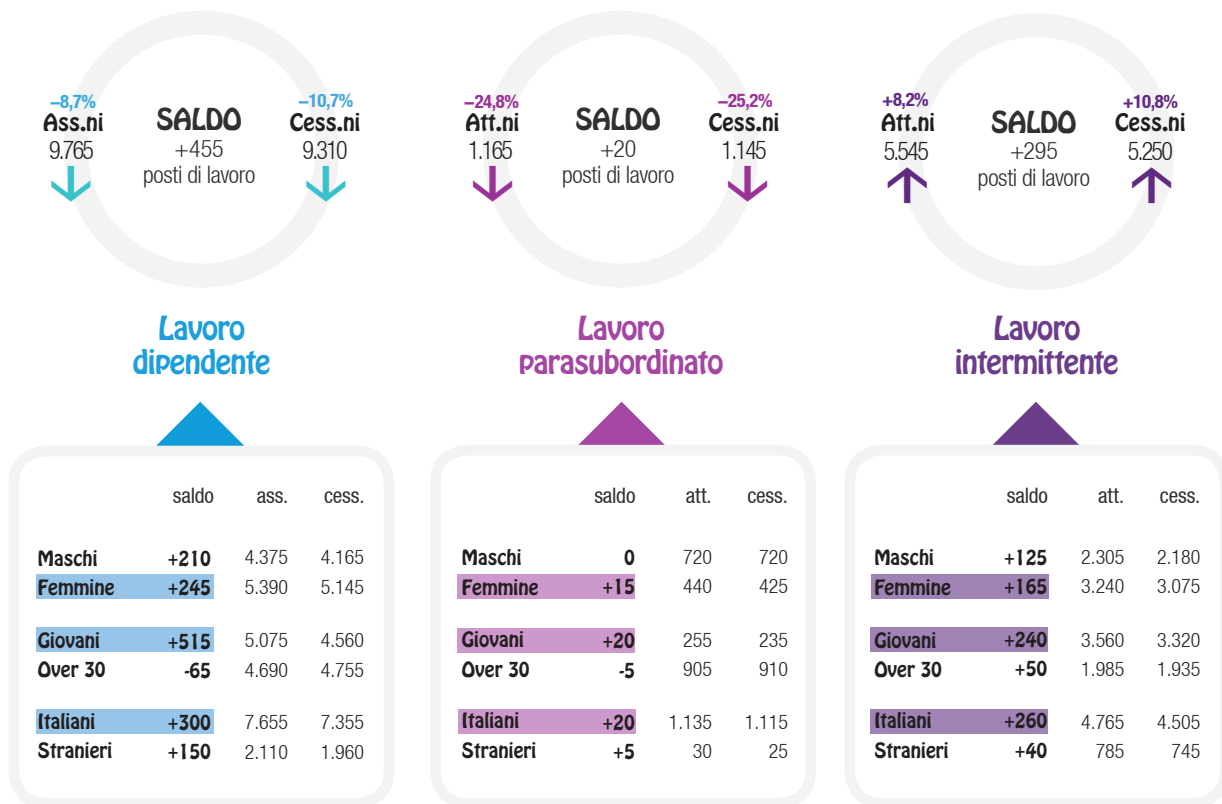 –8,7%
Ass.ni
9.765
SALDO
+455
posti di lavoro
–10,7%
Cess.ni
9.310
–24,8%
Att.ni
1.165
SALDO
+20
posti di lavoro
–25,2%
Cess.ni
1.145
+8,2%
Att.ni
5.545
SALDO
+295
posti di lavoro
+10,8%
Cess.ni
5.250
Lavoro
dipendente
Lavoro
parasubordinato
Lavoro
intermittente
saldo ass. cess.
Maschi +210 4.375 4.165
Femmine +245 5.390 5.145
Giovani +515 5.075 4.560
Over 30 -65 4.690 4.755
Italiani +300 7.655 7.355
Stranieri +150 2.110 1.960
saldo att. cess.
Maschi 0 720 720
Femmine +15 440 425
Giovani +20 255 235
Over 30 -5 905 910
Italiani +20 1.135 1.115
Stranieri +5 30 25
saldo att. cess.
Maschi +125 2.305 2.180
Femmine +165 3.240 3.075
Giovani +240 3.560 3.320
Over 30 +50 1.985 1.935
Italiani +260 4.765 4.505
Stranieri +40 785 745